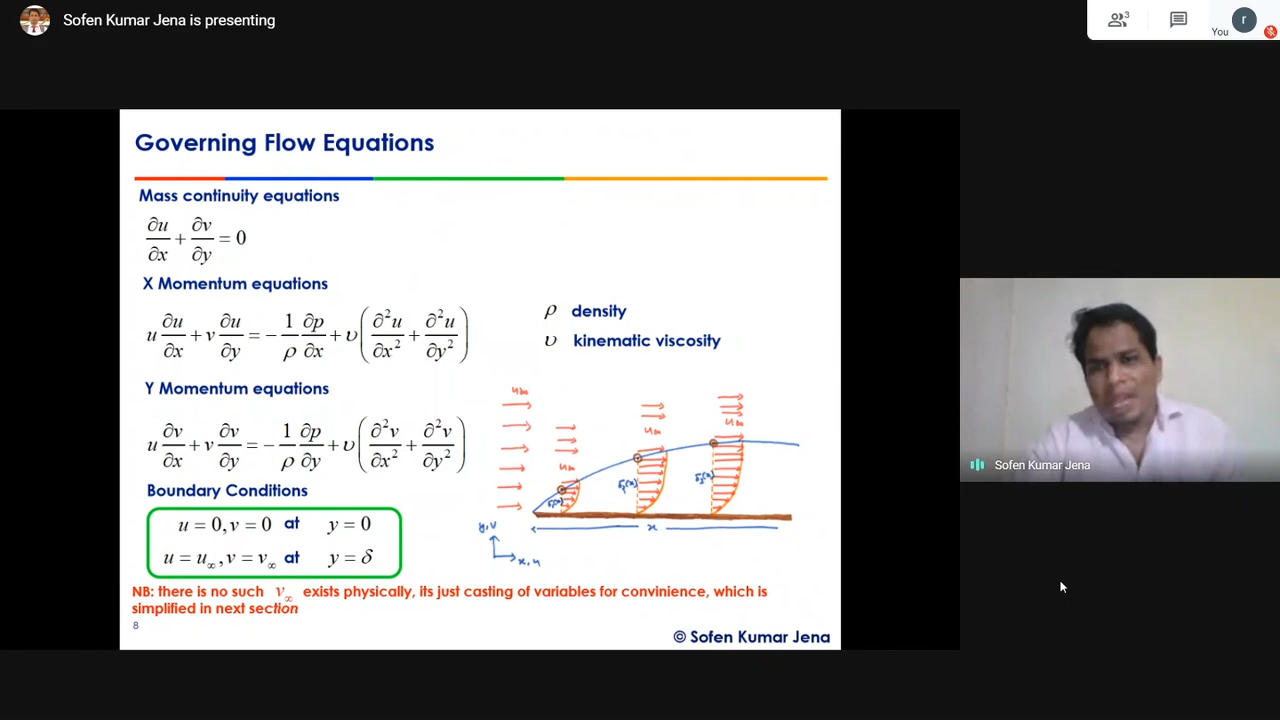 Sofen Kumar Jena is presenting
3
You
r
Governing Flow Equations
Mass continuity equations
∂u/∂x + ∂v/∂y = 0
X Momentum equations
u ∂u/∂x + v ∂u/∂y = − 1/ρ ∂p/∂x + υ (∂²u/∂x² + ∂²u/∂y²)
ρ density
υ kinematic viscosity
Y Momentum equations
u ∂v/∂x + v ∂v/∂y = − 1/ρ ∂p/∂y + υ (∂²v/∂x² + ∂²v/∂y²)
u∞
u∞
u∞
u∞
δ₁(x)
δ₂(x)
x
y,v
x,u
Boundary Conditions
u = 0, v = 0 at y = 0
u = u∞, v = v∞ at y = δ
NB: there is no such v∞ exists physically, its just casting of variables for convinience, which is
simplified in next section
8
© Sofen Kumar Jena
Sofen Kumar Jena